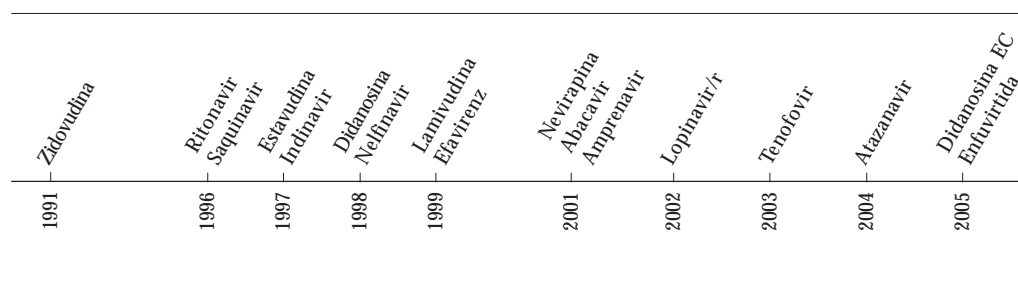 Zidovudina
Ritonavir
Saquinavir
Estavudina
Indinavir
Didanosina
Nelfinavir
Lamivudina
Efavirenz
Nevirapina
Abacavir
Amprenavir
Lopinavir/r
Tenofovir
Atazanavir
Didanosina EC
Enfuvirtida
1991
1996
1997
1998
1999
2001
2002
2003
2004
2005